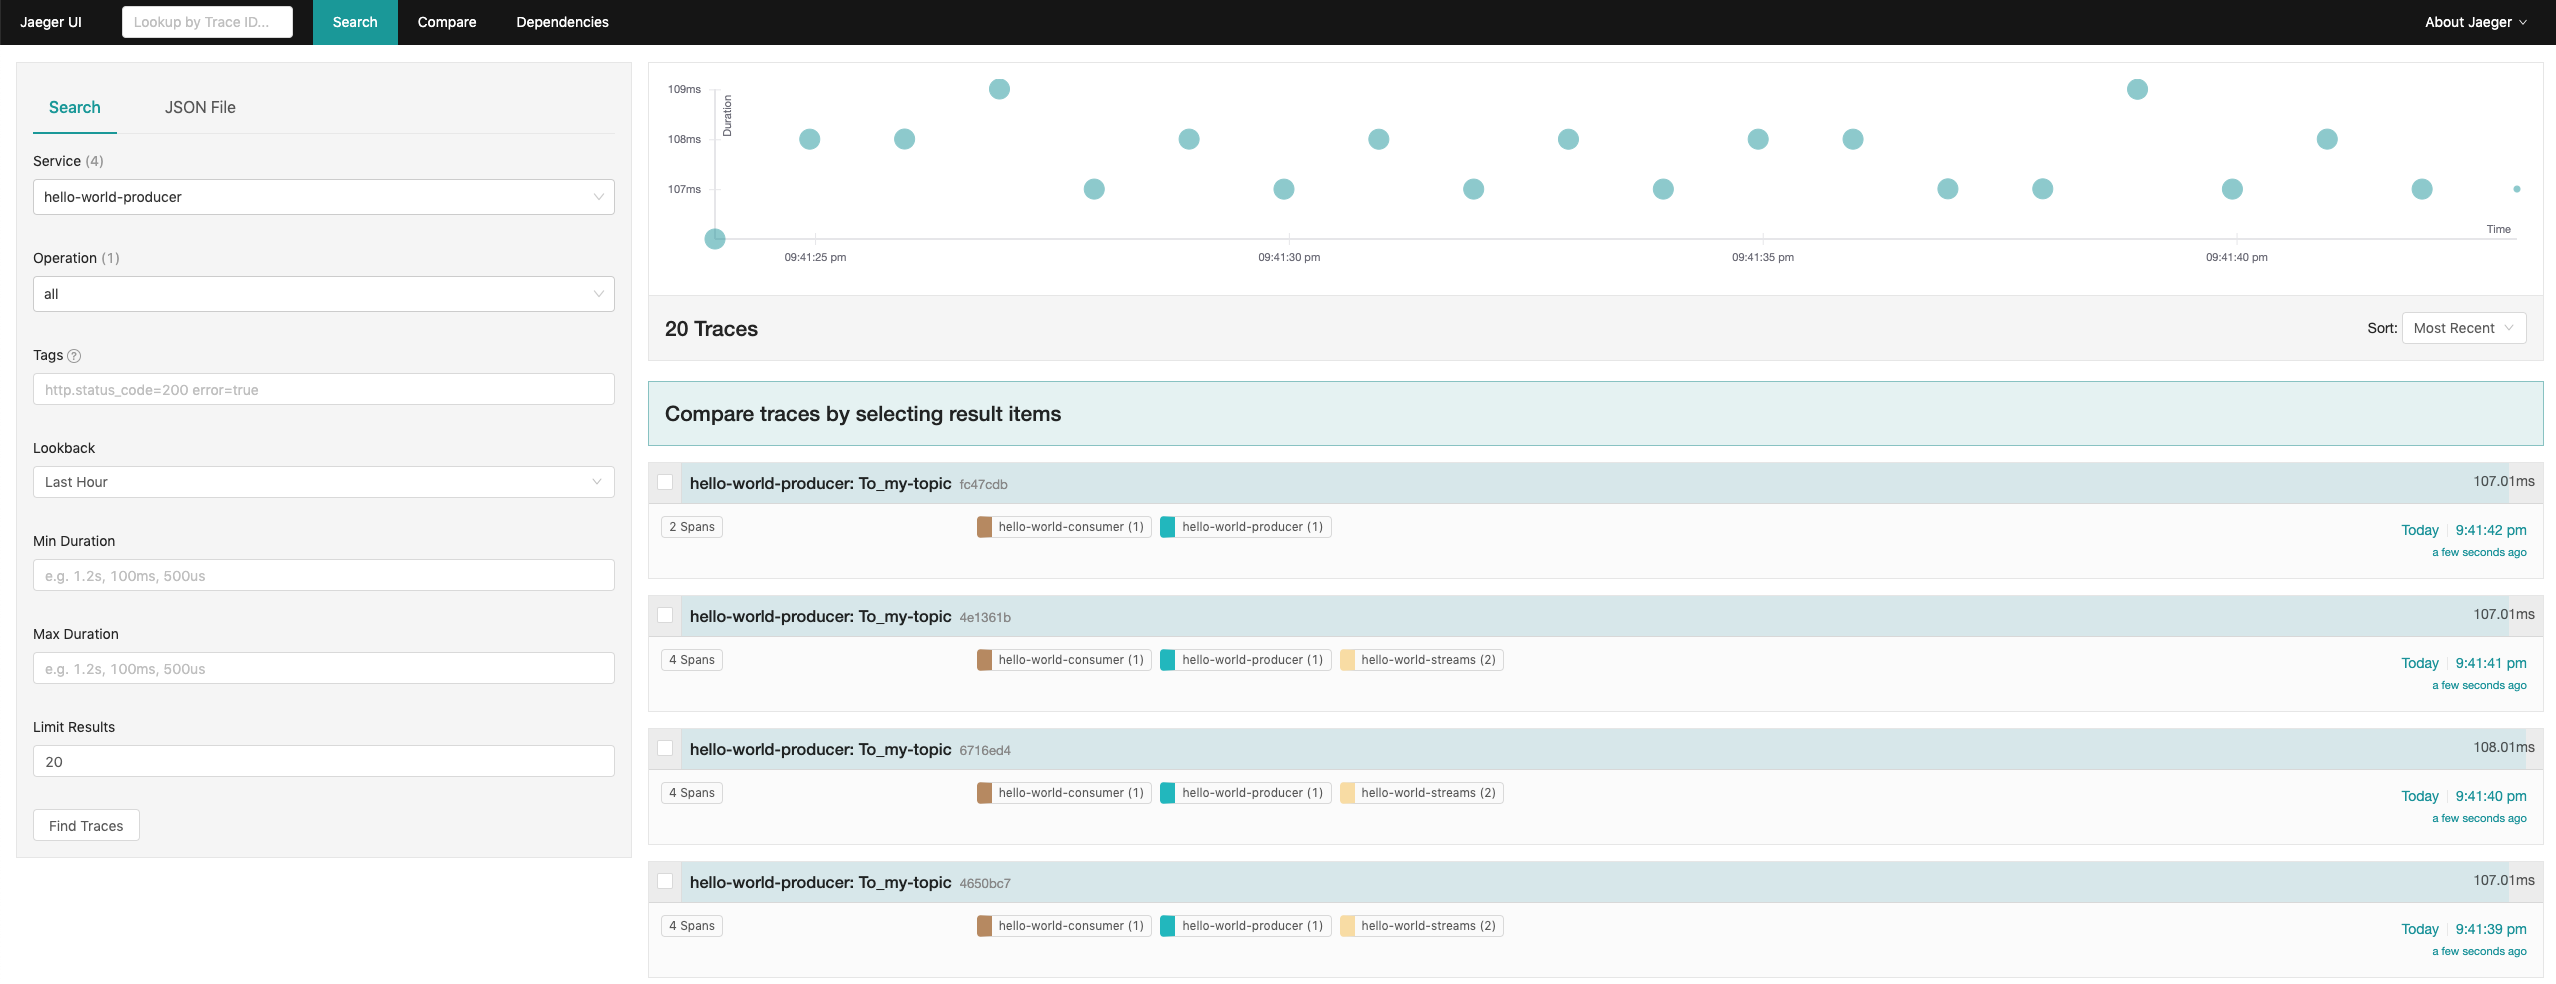 Jaeger UI Lookup by Trace ID... Search Compare Dependencies About Jaeger
Search JSON File
Service (4)
hello-world-producer
Operation (1)
all
Tags ?
http.status_code=200 error=true
Lookback
Last Hour
Min Duration
e.g. 1.2s, 100ms, 500us
Max Duration
e.g. 1.2s, 100ms, 500us
Limit Results
20
Find Traces
109ms
108ms
107ms
Duration
Time
09:41:25 pm 09:41:30 pm 09:41:35 pm 09:41:40 pm
20 Traces Sort: Most Recent
Compare traces by selecting result items
hello-world-producer: To_my-topic fc47cdb 107.01ms
2 Spans hello-world-consumer (1) hello-world-producer (1) Today 9:41:42 pm
a few seconds ago
hello-world-producer: To_my-topic 4e1361b 107.01ms
4 Spans hello-world-consumer (1) hello-world-producer (1) hello-world-streams (2) Today 9:41:41 pm
a few seconds ago
hello-world-producer: To_my-topic 6716ed4 108.01ms
4 Spans hello-world-consumer (1) hello-world-producer (1) hello-world-streams (2) Today 9:41:40 pm
a few seconds ago
hello-world-producer: To_my-topic 4650bc7 107.01ms
4 Spans hello-world-consumer (1) hello-world-producer (1) hello-world-streams (2) Today 9:41:39 pm
a few seconds ago